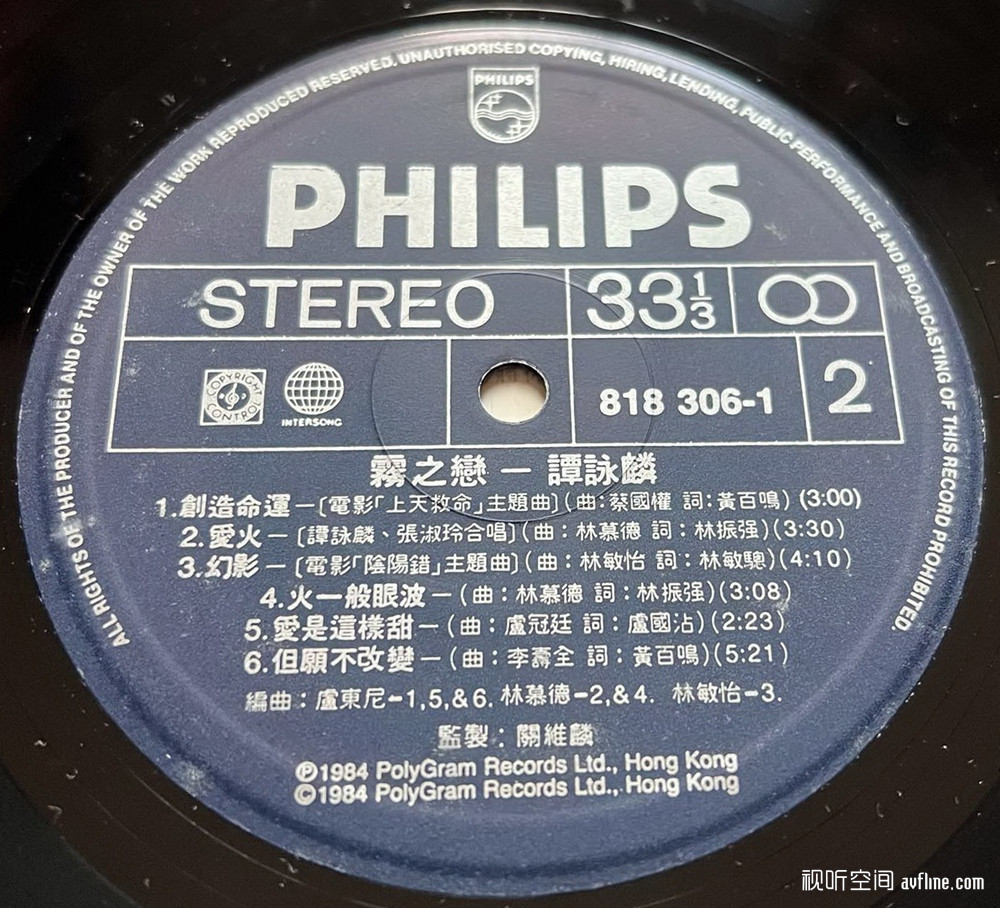 ALL RIGHTS OF THE PRODUCER AND OF THE OWNER OF THE WORK REPRODUCED RESERVED. UNAUTHORISED COPYING, HIRING, LENDING, PUBLIC PERFORMANCE AND BROADCASTING OF THIS RECORD PROHIBITED.
PHILIPS
PHILIPS
STEREO 33 1/3
COPYRIGHT CONTROL INTERSONG 818 306-1 2
霧之戀 — 譚詠麟
1.創造命運 —〔電影「上天救命」主題曲〕(曲:蔡國權 詞:黃百鳴) (3:00)
2.愛火 —〔譚詠麟、張淑玲合唱〕(曲:林慕德 詞:林振强) (3:30)
3.幻影 —〔電影「陰陽錯」主題曲〕(曲:林敏怡 詞:林敏驄) (4:10)
4.火一般眼波 — (曲:林慕德 詞:林振强) (3:08)
5.愛是這樣甜 — (曲:盧冠廷 詞:盧國沾) (2:23)
6.但願不改變 — (曲:李壽全 詞:黃百鳴) (5:21)
編曲:盧東尼-1,5,&6. 林慕德-2,&4. 林敏怡-3.
監製:關維麟
Ⓟ1984 PolyGram Records Ltd., Hong Kong
©1984 PolyGram Records Ltd., Hong Kong
视听空间 avfline.com